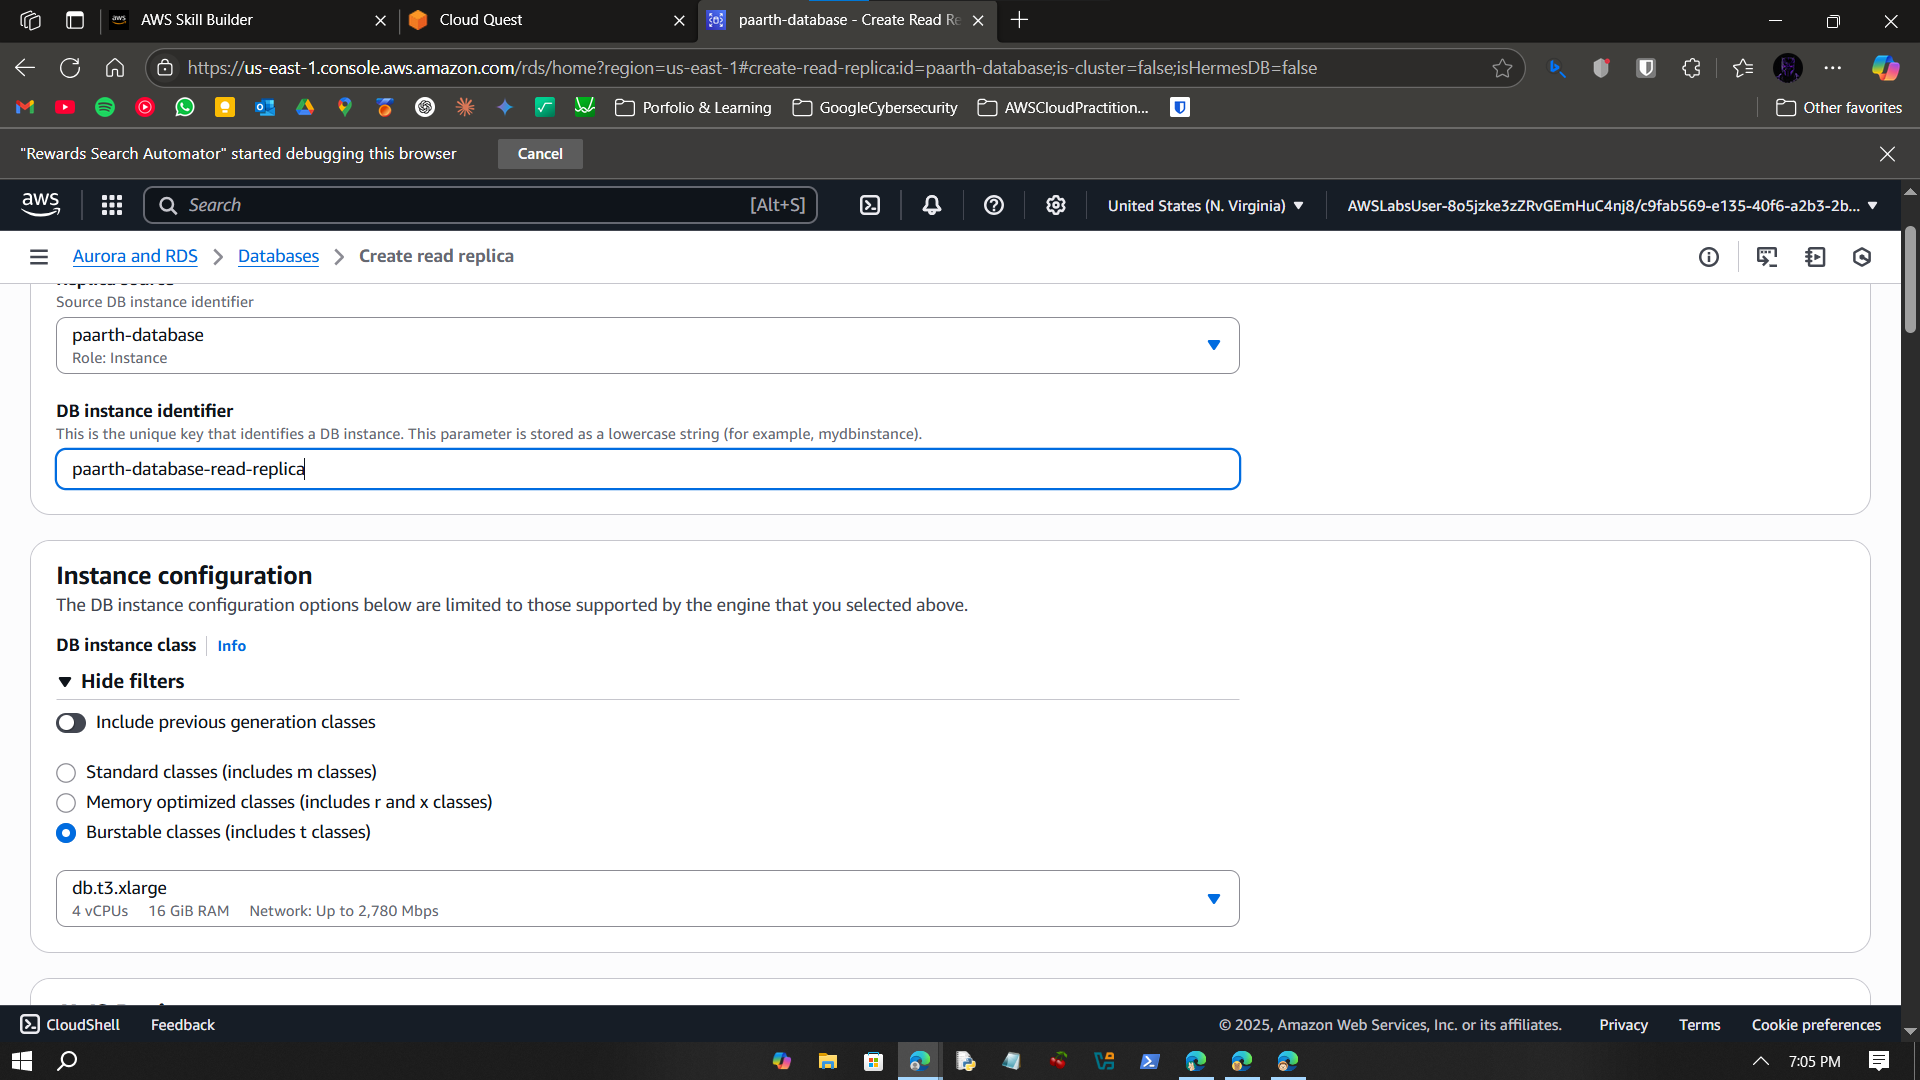 AWS Skill Builder
Cloud Quest
paarth-database - Create Read Re
https://us-east-1.console.aws.amazon.com/rds/home?region=us-east-1#create-read-replica:id=paarth-database;is-cluster=false;isHermesDB=false
Porfolio & Learning
GoogleCybersecurity
AWSCloudPractition...
Other favorites
"Rewards Search Automator" started debugging this browser
Cancel
aws
Search
[Alt+S]
United States (N. Virginia)
AWSLabsUser-8o5jzke3zZRvGEmHuC4nj8/c9fab569-e135-40f6-a2b3-2b...
Aurora and RDS
Databases
Create read replica
Replica source
Source DB instance identifier
paarth-database
Role: Instance
DB instance identifier
This is the unique key that identifies a DB instance. This parameter is stored as a lowercase string (for example, mydbinstance).
paarth-database-read-replica
Instance configuration
The DB instance configuration options below are limited to those supported by the engine that you selected above.
DB instance class
Info
Hide filters
Include previous generation classes
Standard classes (includes m classes)
Memory optimized classes (includes r and x classes)
Burstable classes (includes t classes)
db.t3.xlarge
4 vCPUs 16 GiB RAM Network: Up to 2,780 Mbps
CloudShell
Feedback
© 2025, Amazon Web Services, Inc. or its affiliates.
Privacy
Terms
Cookie preferences
7:05 PM